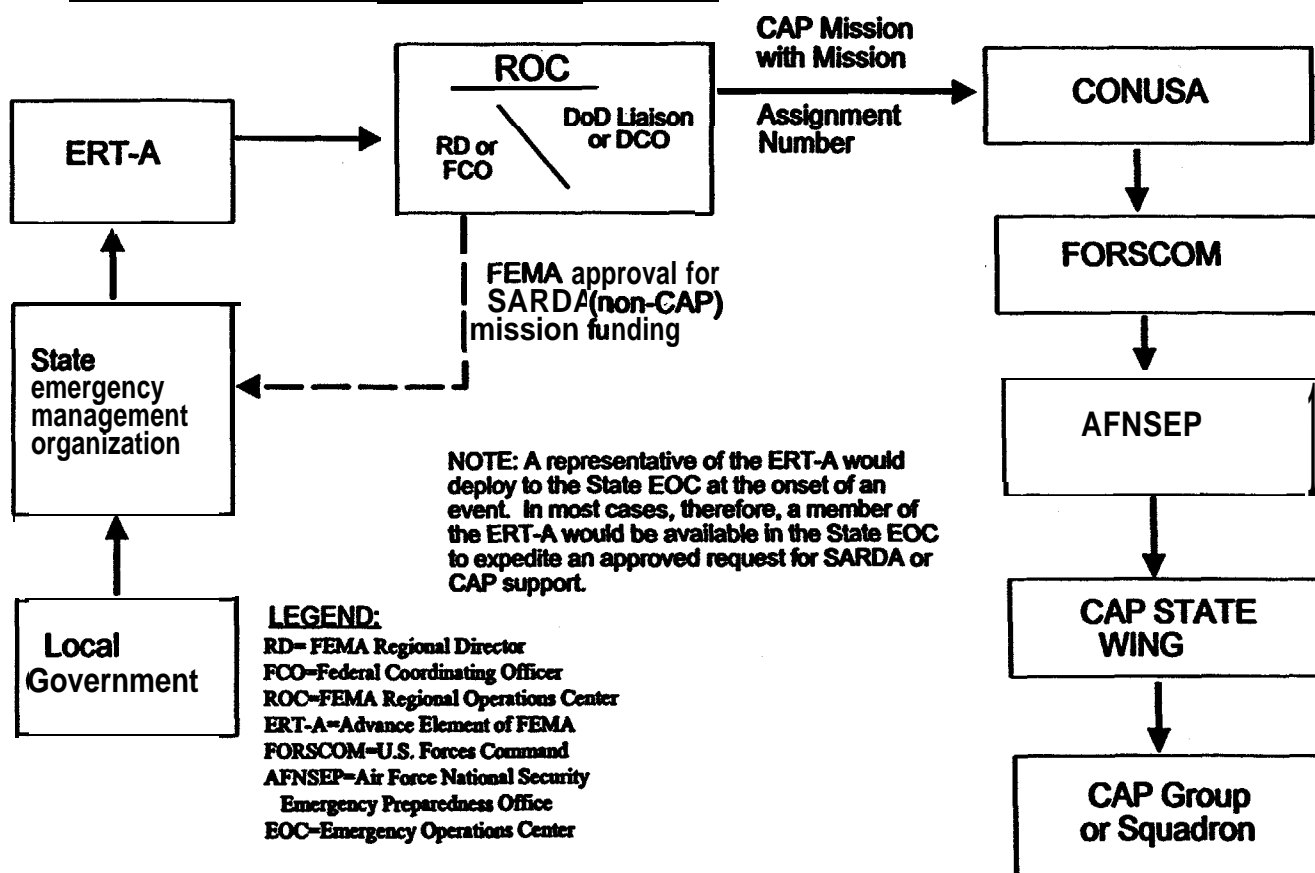 CAP Mission
with Mission
Assignment
Number
ROC
RD or
FCO
DoD Liaison
or DCO
CONUSA
ERT-A
FORSCOM
FEMA approval for
SARDA(non-CAP)
mission funding
State
emergency
management
organization
AFNSEP
NOTE: A representative of the ERT-A would
deploy to the State EOC at the onset of an
event. In most cases, therefore, a member of
the ERT-A would be available in the State EOC
to expedite an approved request for SARDA or
CAP support.
CAP STATE
WING
Local
Government
LEGEND:
RD= FEMA Regional Director
FCO=Federal Coordinating Officer
ROC=FEMA Regional Operations Center
ERT-A=Advance Element of FEMA
FORSCOM=U.S. Forces Command
AFNSEP=Air Force National Security
Emergency Preparedness Office
EOC=Emergency Operations Center
CAP Group
or Squadron